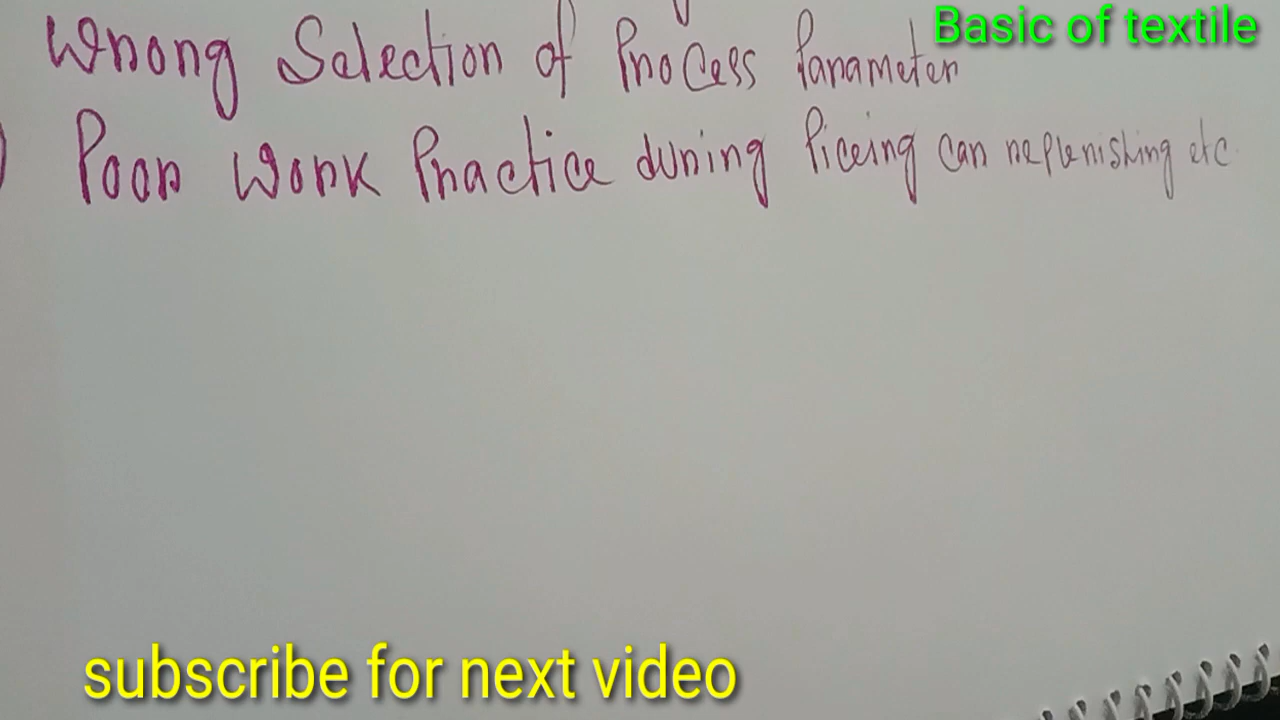 Basic of textile
Wrong Selection of Process Parameter
Poor Work Practice during Piceing can replenishing etc
subscribe for next video